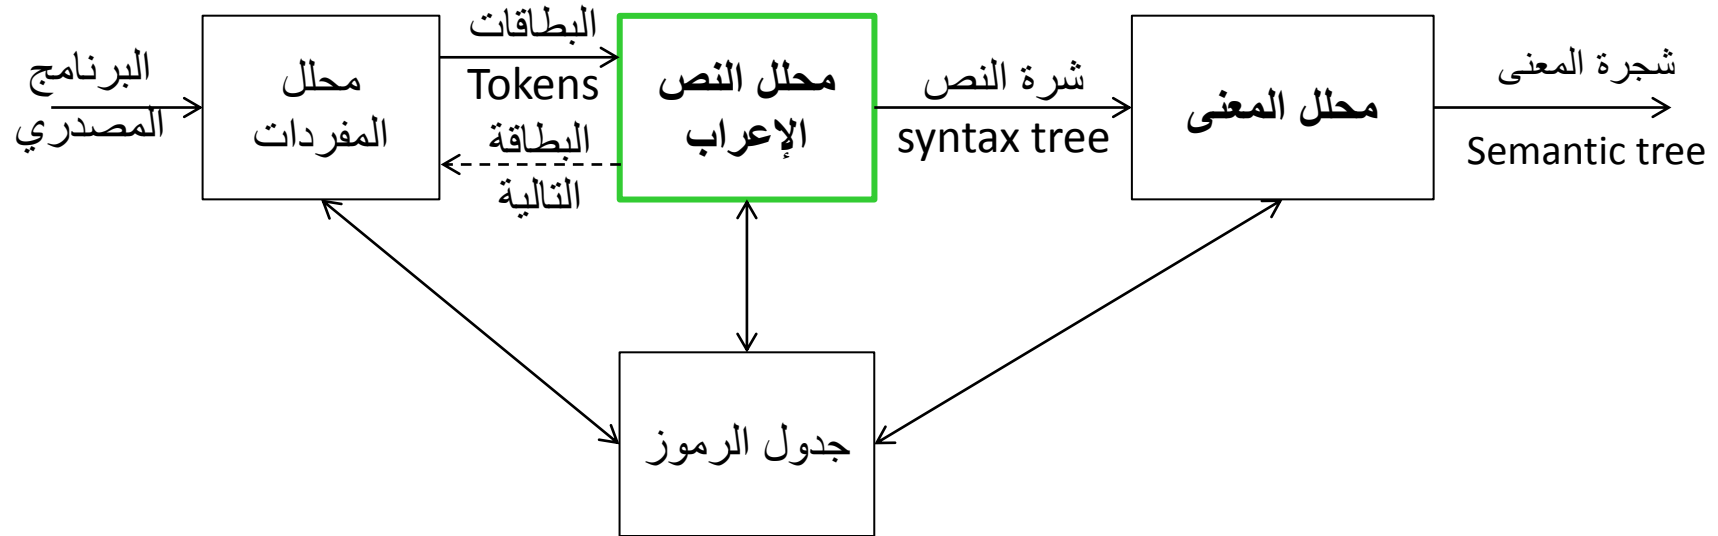 البرنامج
المصدري
محلل
المفردات
البطاقات
Tokens
البطاقة
التالية
محلل النص
الإعراب
شرة النص
syntax tree
محلل المعنى
شجرة المعنى
Semantic tree
جدول الرموز